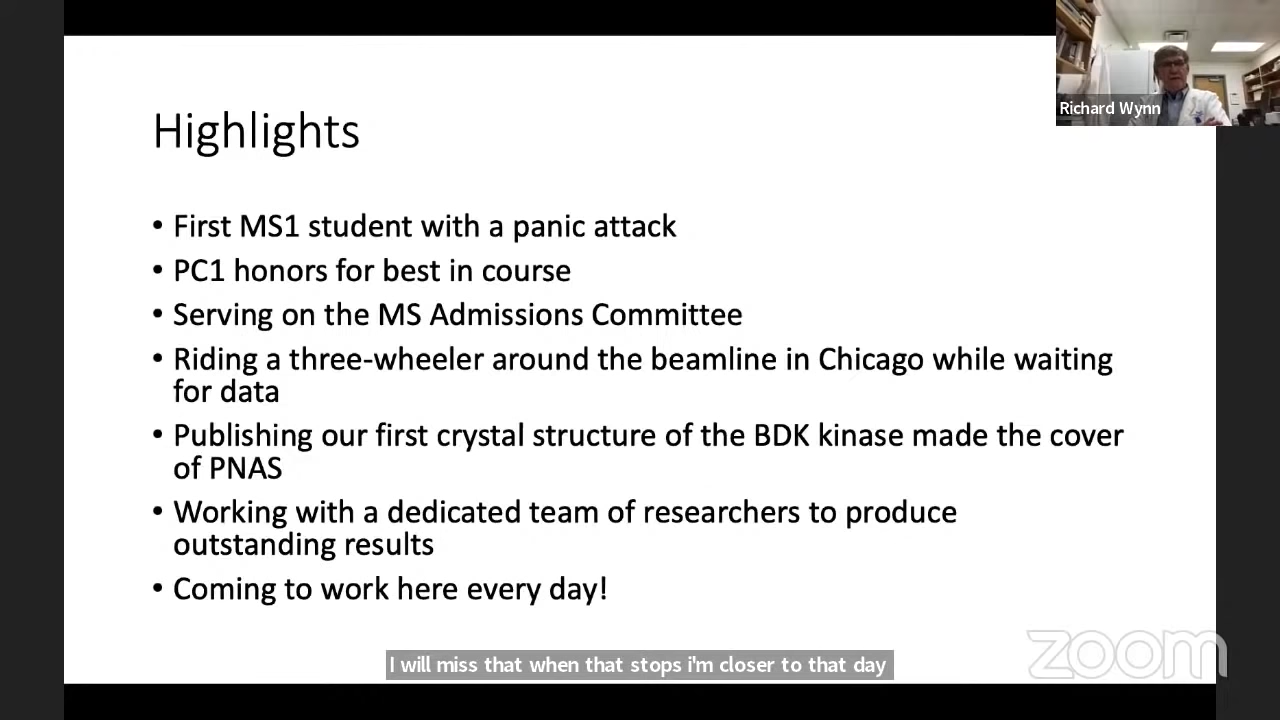 Richard Wynn
Highlights
• First MS1 student with a panic attack
• PC1 honors for best in course
• Serving on the MS Admissions Committee
• Riding a three-wheeler around the beamline in Chicago while waiting
for data
• Publishing our first crystal structure of the BDK kinase made the cover
of PNAS
• Working with a dedicated team of researchers to produce
outstanding results
• Coming to work here every day!
I will miss that when that stops i'm closer to that day
zoom